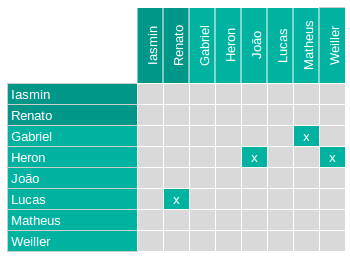 Iasmin
Renato
Gabriel
Heron
João
Lucas
Matheus
Weiller
Iasmin
Renato
Gabriel x
Heron x x
João
Lucas x
Matheus
Weiller